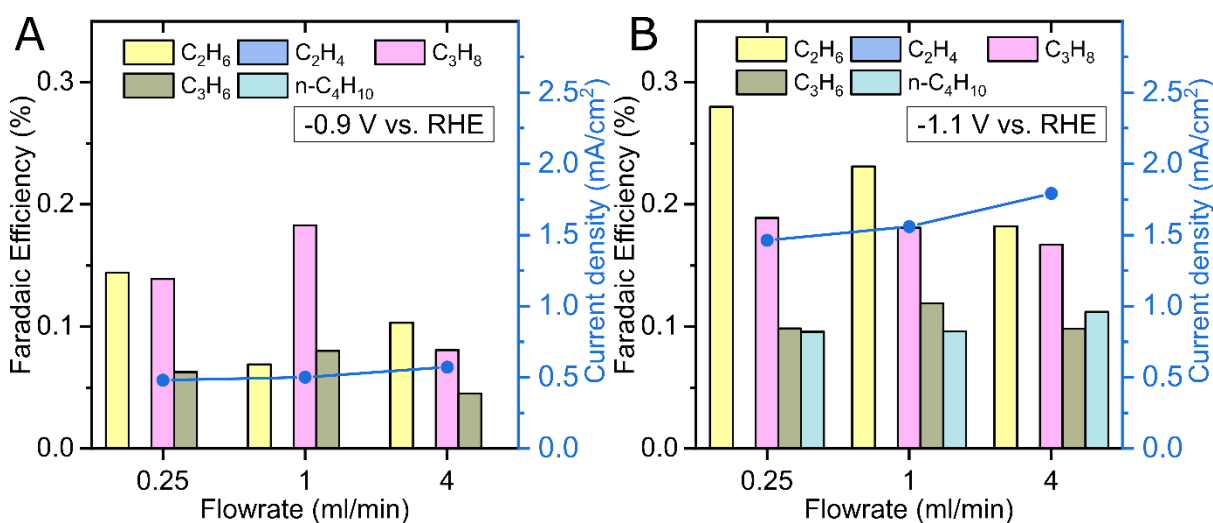 A
C₂H₆ C₂H₄ C₃H₈
C₃H₆ n-C₄H₁₀
-0.9 V vs. RHE
Faradaic Efficiency (%)
0.3
0.2
0.1
0.0
0.25 1 4
Flowrate (ml/min)
2.5
2.0
1.5
1.0
0.5
0.0
Current density (mA/cm²)
B
C₂H₆ C₂H₄ C₃H₈
C₃H₆ n-C₄H₁₀
-1.1 V vs. RHE
Faradaic Efficiency (%)
0.3
0.2
0.1
0.0
0.25 1 4
Flowrate (ml/min)
2.5
2.0
1.5
1.0
0.5
0.0
Current density (mA/cm²)